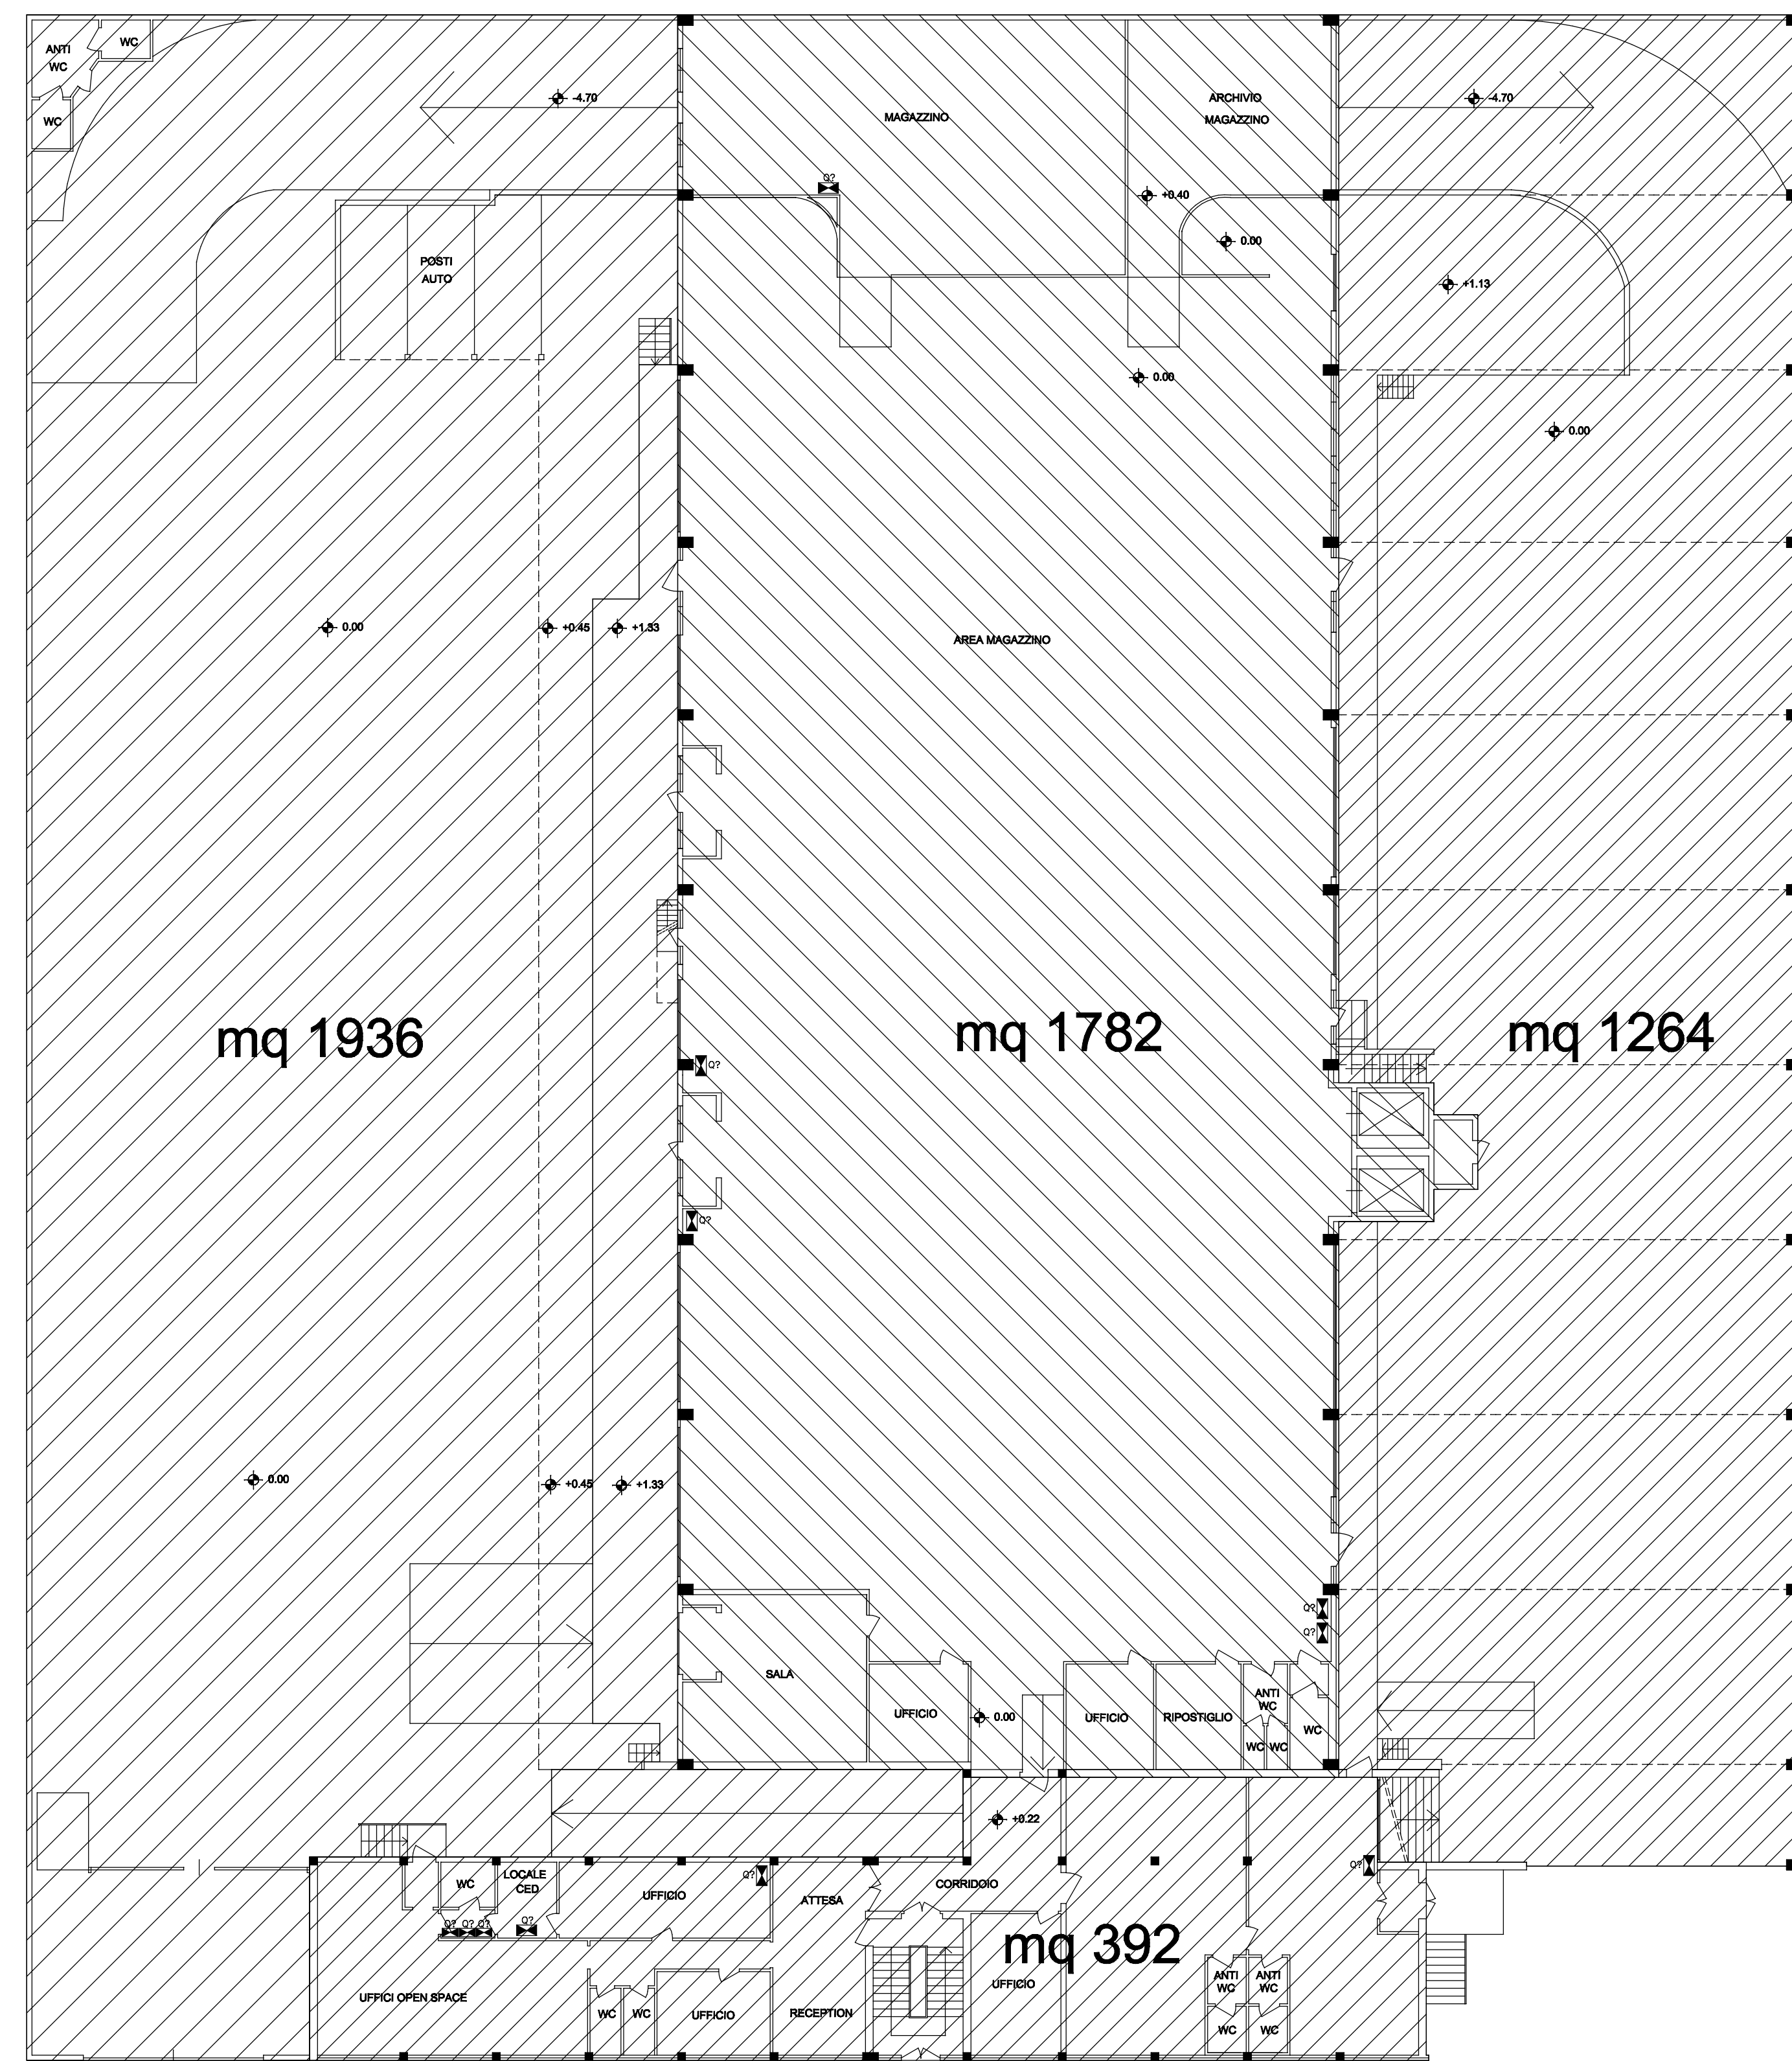 WC
ANTI
WC
WC
-4.70
MAGAZZINO
ARCHIVIO
MAGAZZINO
-4.70
Q?
+0.40
0.00
POSTI
AUTO
+1.13
0.00
0.00
0.00
+0.45
+1.33
AREA MAGAZZINO
mq 1936
mq 1782
mq 1264
Q?
Q?
0.00
+0.45
+1.33
Q?
Q?
SALA
UFFICIO
0.00
UFFICIO
RIPOSTIGLIO
ANTI
WC
WC
WC
WC
+0.22
Q?
WC
LOCALE
CED
UFFICIO
Q?
ATTESA
CORRIDOIO
Q?
Q?
Q?
Q?
mq 392
UFFICI OPEN SPACE
WC
WC
UFFICIO
RECEPTION
UFFICIO
ANTI
WC
ANTI
WC
WC
WC